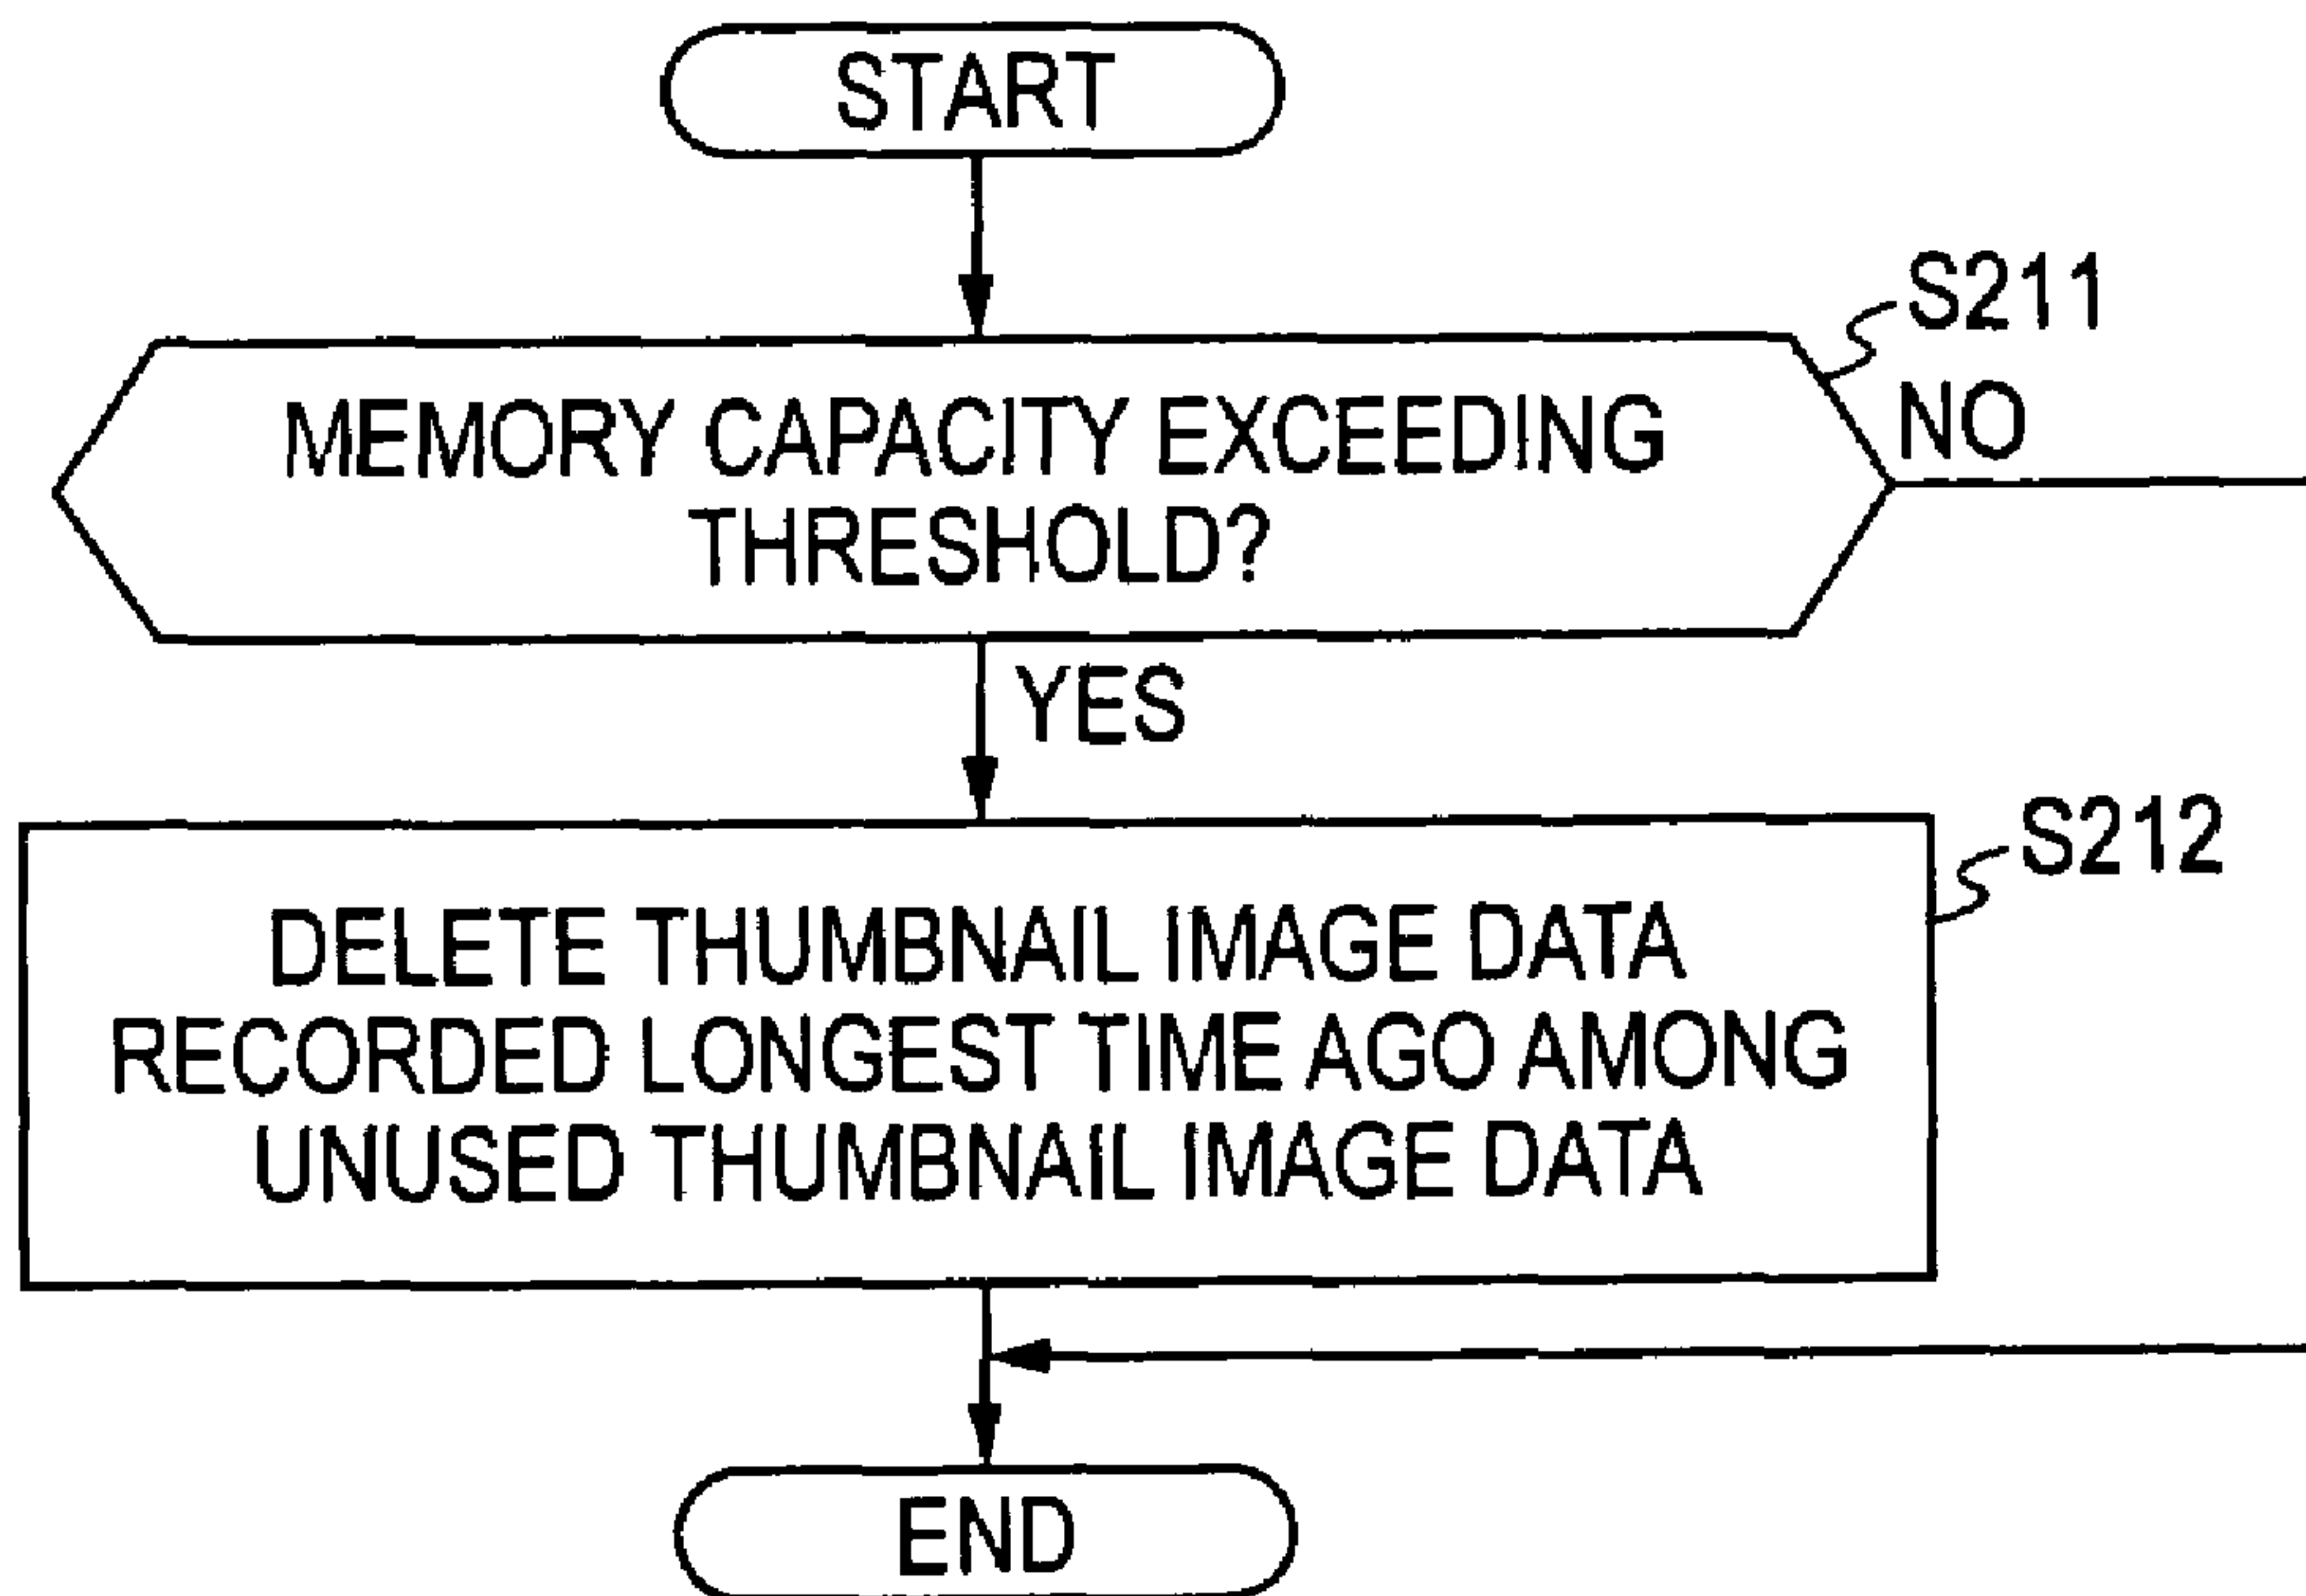 START
S211
MEMORY CAPACITY EXCEEDING
THRESHOLD?
NO
YES
S212
DELETE THUMBNAIL IMAGE DATA
RECORDED LONGEST TIME AGO AMONG
UNUSED THUMBNAIL IMAGE DATA
END